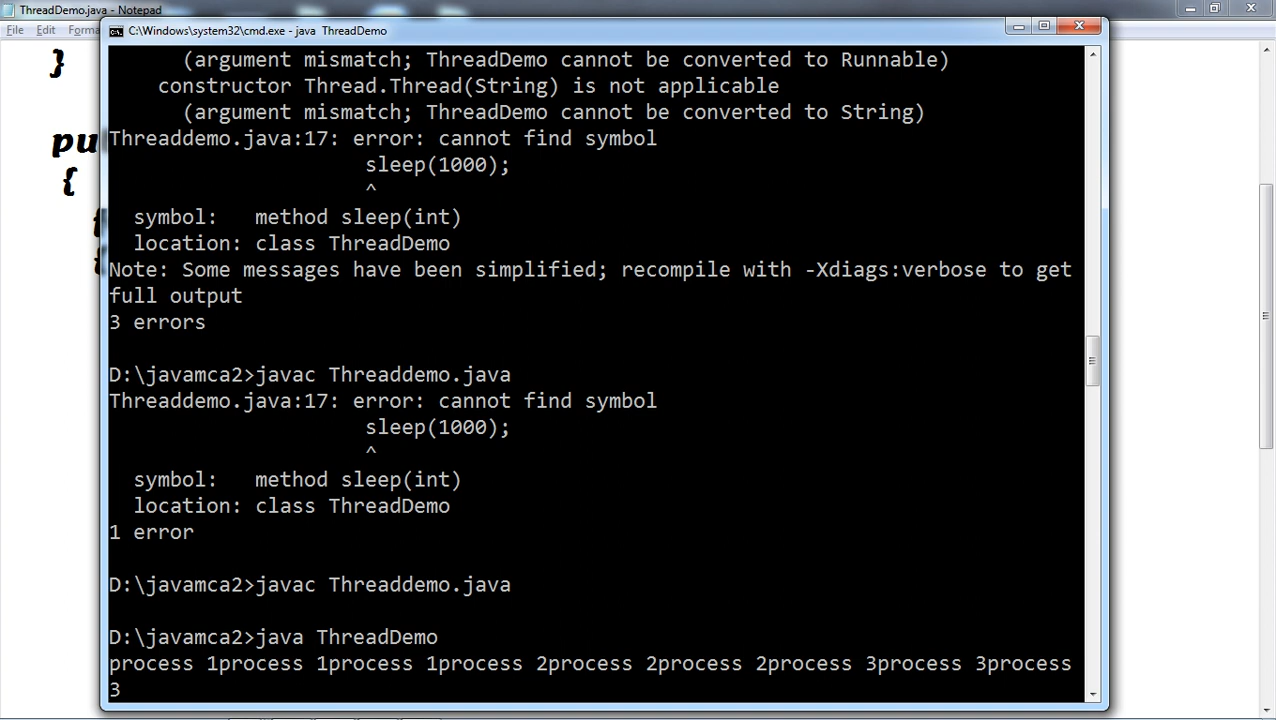 ThreadDemo.java - Notepad
File Edit Forma
C:\Windows\system32\cmd.exe - java ThreadDemo
}
pu
{
(argument mismatch; ThreadDemo cannot be converted to Runnable)
constructor Thread.Thread(String) is not applicable
(argument mismatch; ThreadDemo cannot be converted to String)
Threaddemo.java:17: error: cannot find symbol
sleep(1000);
^
symbol:   method sleep(int)
location: class ThreadDemo
Note: Some messages have been simplified; recompile with -Xdiags:verbose to get
full output
3 errors
D:\javamca2>javac Threaddemo.java
Threaddemo.java:17: error: cannot find symbol
sleep(1000);
^
symbol:   method sleep(int)
location: class ThreadDemo
1 error
D:\javamca2>javac Threaddemo.java
D:\javamca2>java ThreadDemo
process 1process 1process 1process 2process 2process 2process 3process 3process
3